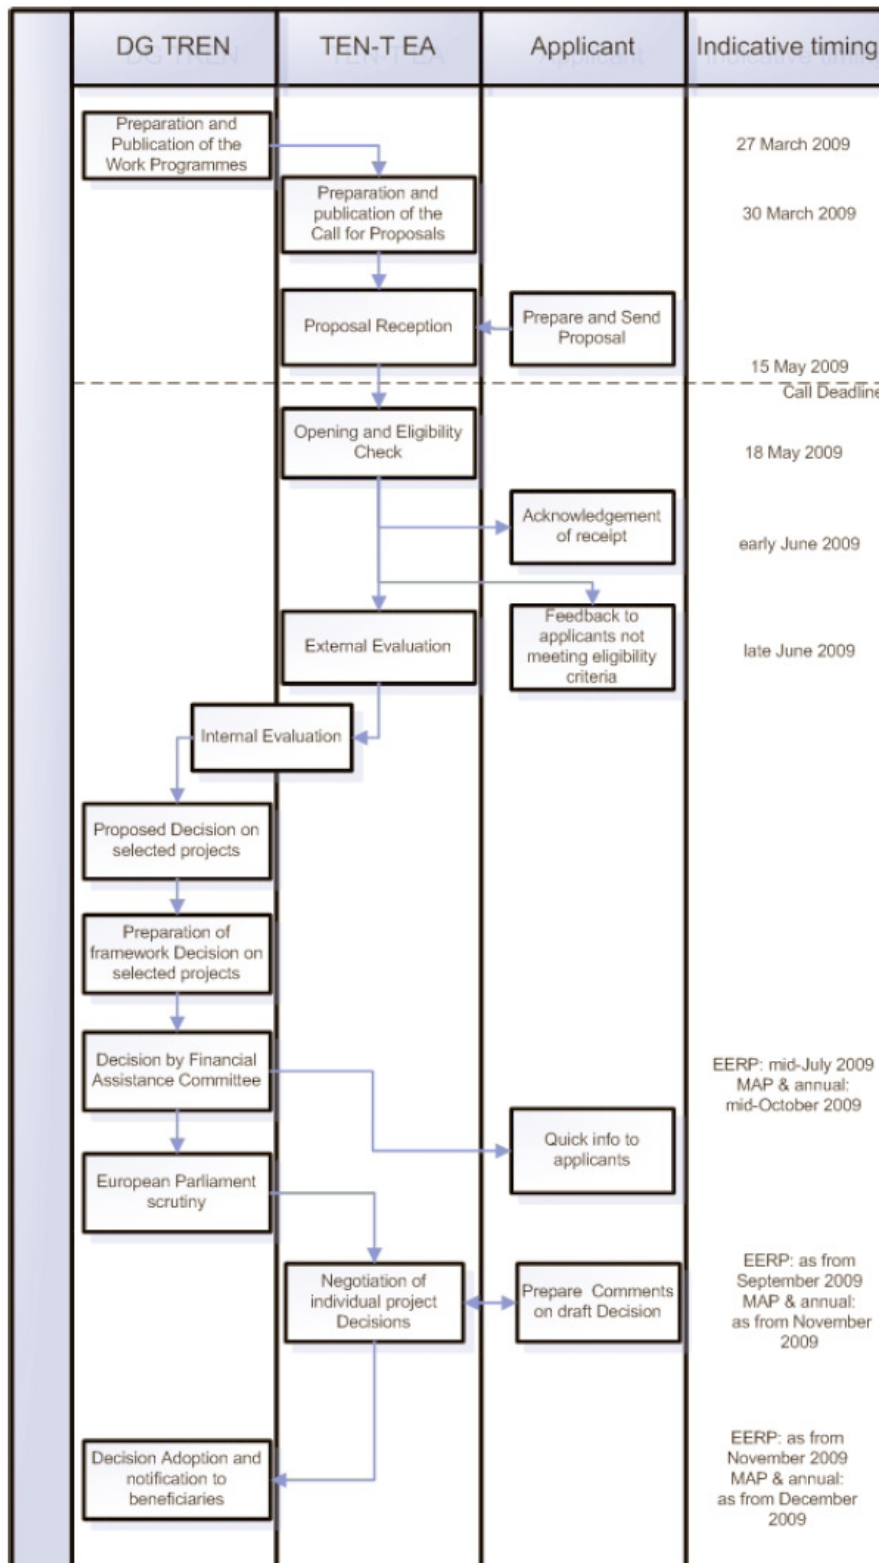 DG TREN
TEN-T EA
Applicant
Indicative timing
Preparation and
Publication of the
Work Programmes
27 March 2009
Preparation and
publication of the
Call for Proposals
30 March 2009
Proposal Reception
Prepare and Send
Proposal
15 May 2009
Call Deadline
Opening and Eligibility
Check
18 May 2009
Acknowledgement
of receipt
early June 2009
External Evaluation
Feedback to
applicants not
meeting eligibility
criteria
late June 2009
Internal Evaluation
Proposed Decision on
selected projects
Preparation of
framework Decision on
selected projects
Decision by Financial
Assistance Committee
EERP: mid-July 2009
MAP & annual:
mid-October 2009
Quick info to
applicants
European Parliament
scrutiny
Negotiation of
individual project
Decisions
Prepare Comments
on draft Decision
EERP: as from
September 2009
MAP & annual:
as from November
2009
Decision Adoption and
notification to
beneficiaries
EERP: as from
November 2009
MAP & annual:
as from December
2009